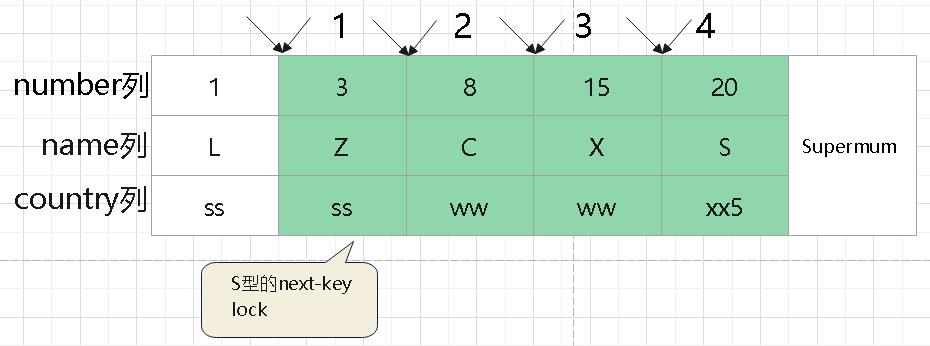 1 2 3 4
number列 1 3 8 15 20
name列 L Z C X S Supermum
country列 ss ss ww ww xx5
S型的next-key
lock